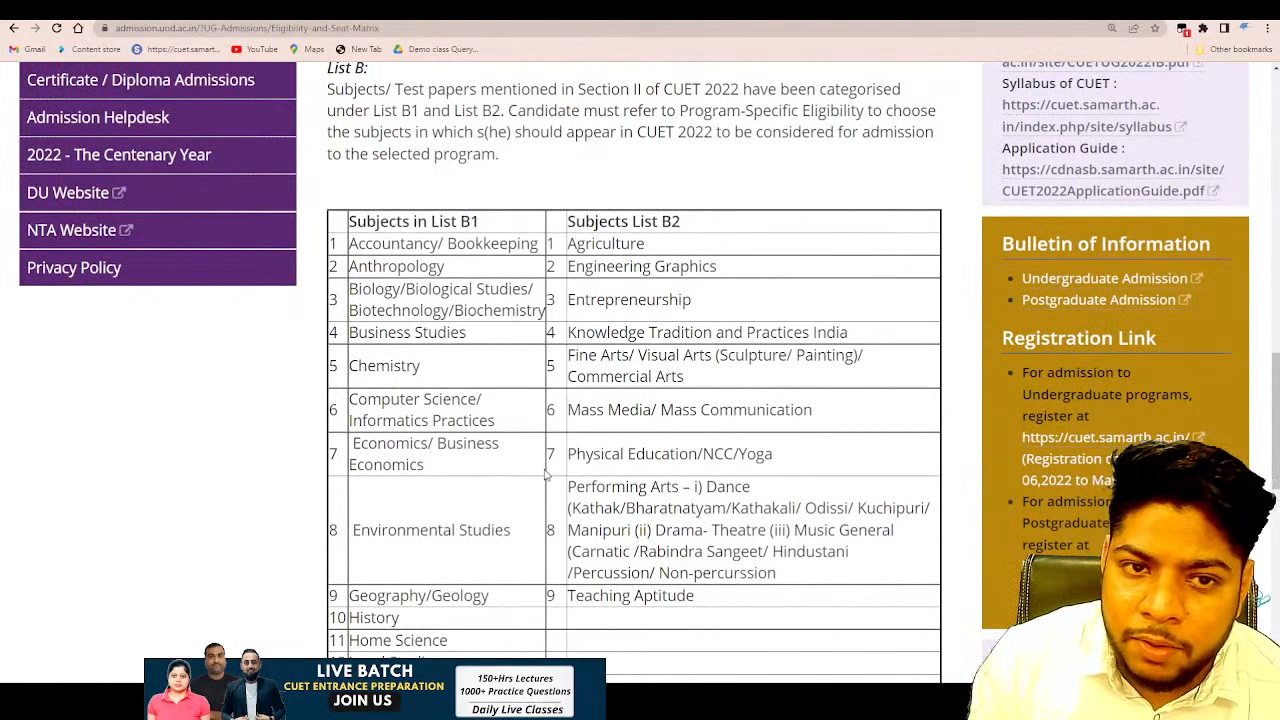 admission.uod.ac.in/?UG-Admissions/Eligibility-and-Seat-Matrix
Gmail
Content store
https://cuet.samart...
YouTube
Maps
New Tab
Demo class Query...
Other bookmarks
Certificate / Diploma Admissions
Admission Helpdesk
2022 - The Centenary Year
DU Website
NTA Website
Privacy Policy
List B:
Subjects/ Test papers mentioned in Section II of CUET 2022 have been categorised
under List B1 and List B2. Candidate must refer to Program-Specific Eligibility to choose
the subjects in which s(he) should appear in CUET 2022 to be considered for admission
to the selected program.
Subjects in List B1
Subjects List B2
1 Accountancy/ Bookkeeping
1 Agriculture
2 Anthropology
2 Engineering Graphics
3 Biology/Biological Studies/
Biotechnology/Biochemistry
3 Entrepreneurship
4 Business Studies
4 Knowledge Tradition and Practices India
5 Chemistry
5 Fine Arts/ Visual Arts (Sculpture/ Painting)/
Commercial Arts
6 Computer Science/
Informatics Practices
6 Mass Media/ Mass Communication
7 Economics/ Business
Economics
7 Physical Education/NCC/Yoga
8 Environmental Studies
8 Performing Arts – i) Dance
(Kathak/Bharatnatyam/Kathakali/ Odissi/ Kuchipuri/
Manipuri (ii) Drama- Theatre (iii) Music General
(Carnatic /Rabindra Sangeet/ Hindustani
/Percussion/ Non-percurssion
9 Geography/Geology
9 Teaching Aptitude
10 History
11 Home Science
ac.in/site/CUETUG2022IB.pdf
Syllabus of CUET :
https://cuet.samarth.ac.
in/index.php/site/syllabus
Application Guide :
https://cdnasb.samarth.ac.in/site/
CUET2022ApplicationGuide.pdf
Bulletin of Information
Undergraduate Admission
Postgraduate Admission
Registration Link
For admission to
Undergraduate programs,
register at
https://cuet.samarth.ac.in/
(Registration
06,2022 to
For admission
Postgraduate
register at
LIVE BATCH
CUET ENTRANCE PREPARATION
JOIN US
150+Hrs Lectures
1000+ Practice Questions
Daily Live Classes